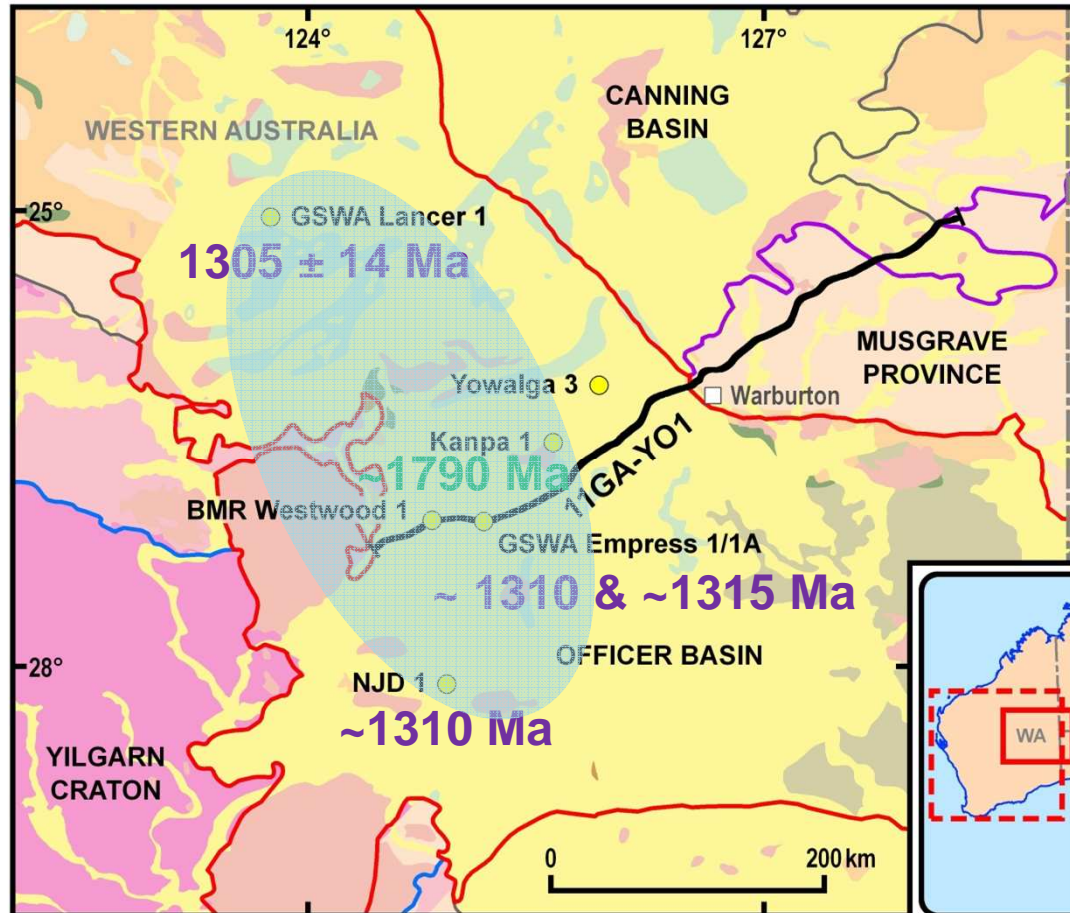 124°
127°
CANNING
BASIN
WESTERN AUSTRALIA
25°
GSWA Lancer 1
1305 ± 14 Ma
MUSGRAVE
PROVINCE
Yowalga 3
Warburton
Kanpa 1
~1790 Ma
11GA-YO1
BMR Westwood 1
GSWA Empress 1/1A
~ 1310 & ~1315 Ma
28°
OFFICER BASIN
NJD 1
~1310 Ma
YILGARN
CRATON
WA
0
200 km